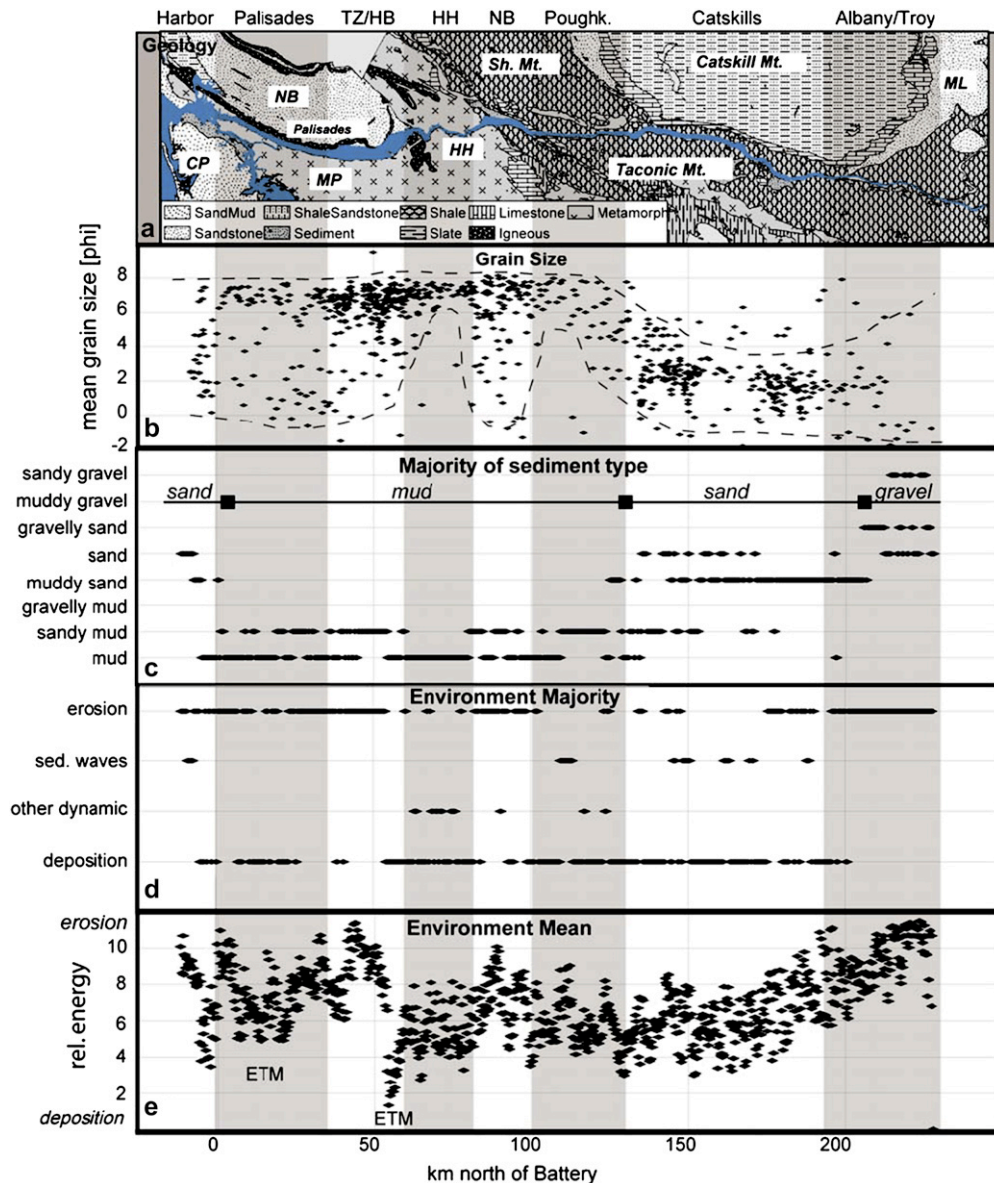 Harbor Palisades TZ/HB HH NB Poughk. Catskills Albany/Troy
Geology
Sh. Mt.
Catskill Mt.
ML
NB
Palisades
HH
CP
MP
Taconic Mt.
SandMud ShaleSandstone Shale Limestone Metamorph
Sandstone Sediment Slate Igneous
a
Grain Size
mean grain size [phi]
8
6
4
2
0
-2
b
Majority of sediment type
sandy gravel
sand mud sand gravel
muddy gravel
gravelly sand
sand
muddy sand
gravelly mud
sandy mud
mud
c
Environment Majority
erosion
sed. waves
other dynamic
deposition
d
Environment Mean
erosion
10
8
6
4
2
rel. energy
ETM
ETM
deposition
e
0 50 100 150 200
km north of Battery